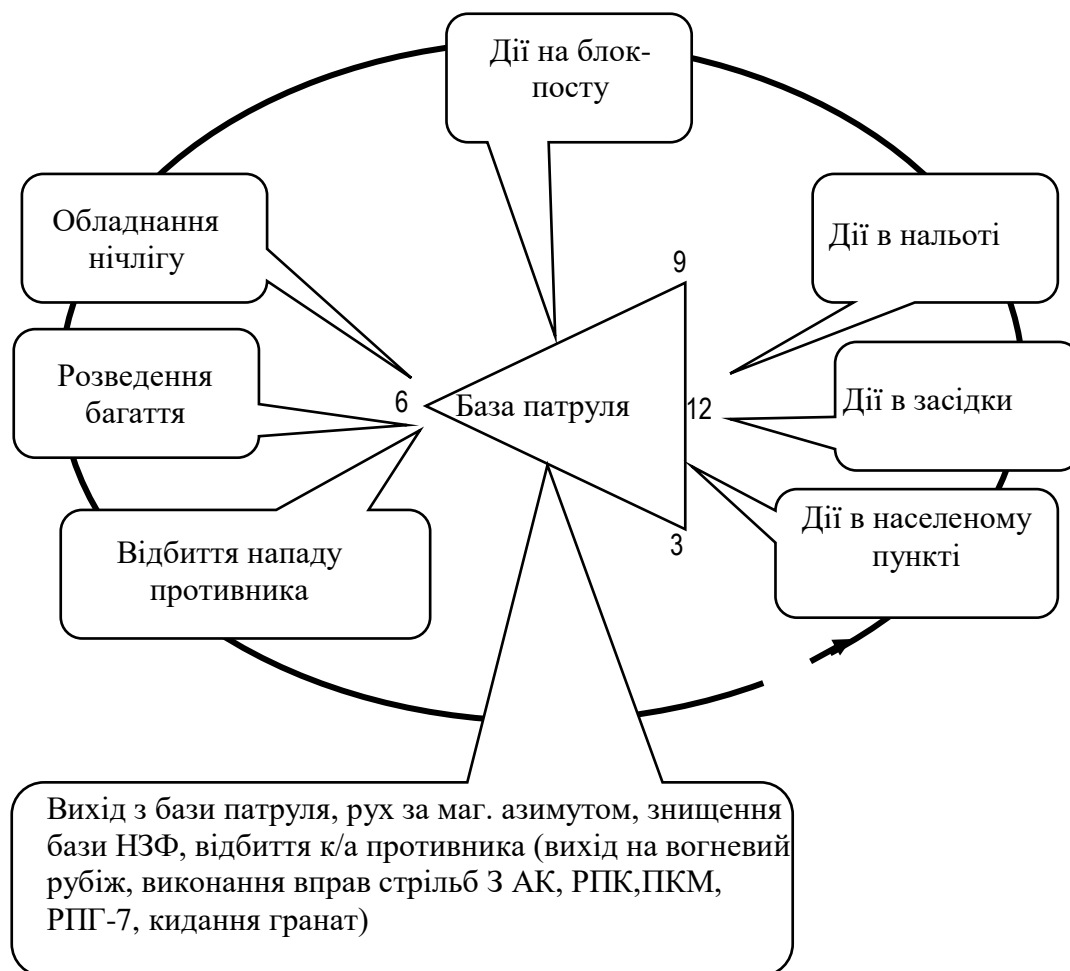 Дії на блок-
посту
Обладнання
нічлігу
Дії в нальоті
9
Розведення
багаття
6
База патруля
12
Дії в засідки
Відбиття нападу
противника
3
Дії в населеному
пункті
Вихід з бази патруля, рух за маг. азимутом, знищення
бази НЗФ, відбиття к/а противника (вихід на вогневий
рубіж, виконання вправ стрільб З АК, РПК,ПКМ,
РПГ-7, кидання гранат)